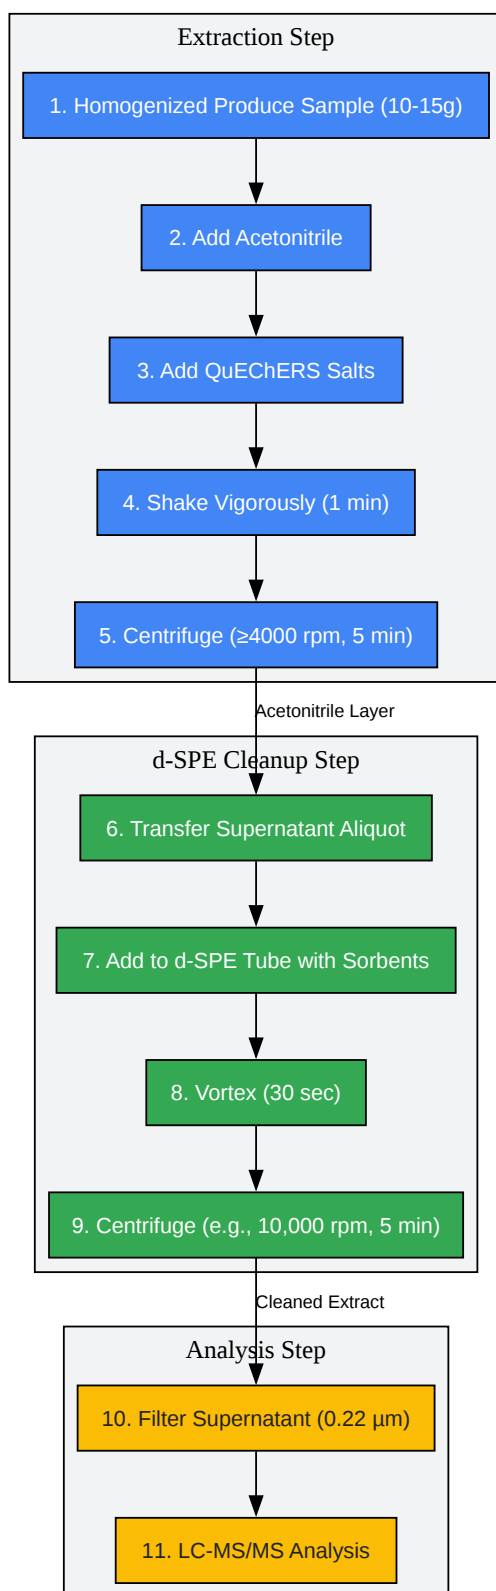 Extraction Step
1. Homogenized Produce Sample (10-15g)
2. Add Acetonitrile
3. Add QuEChERS Salts
4. Shake Vigorously (1 min)
5. Centrifuge (≥4000 rpm, 5 min)
Acetonitrile Layer
d-SPE Cleanup Step
6. Transfer Supernatant Aliquot
7. Add to d-SPE Tube with Sorbents
8. Vortex (30 sec)
9. Centrifuge (e.g., 10,000 rpm, 5 min)
Cleaned Extract
Analysis Step
10. Filter Supernatant (0.22 µm)
11. LC-MS/MS Analysis